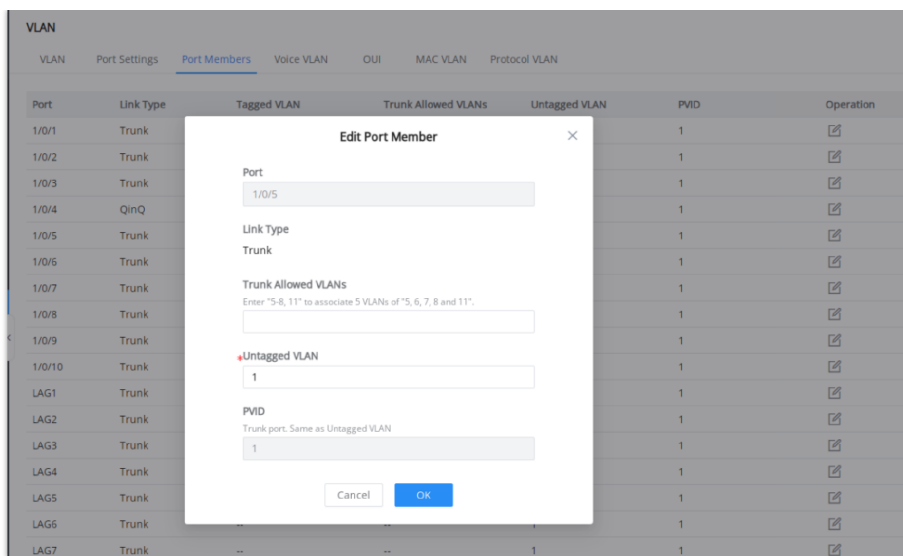 VLAN
VLAN Port Settings Port Members Voice VLAN OUI MAC VLAN Protocol VLAN
Port Link Type Tagged VLAN Trunk Allowed VLANs Untagged VLAN PVID Operation
1/0/1 Trunk 1
1/0/2 Trunk 1
1/0/3 Trunk 1
1/0/4 QinQ 1
1/0/5 Trunk 1
1/0/6 Trunk 1
1/0/7 Trunk 1
1/0/8 Trunk 1
1/0/9 Trunk 1
1/0/10 Trunk 1
LAG1 Trunk 1
LAG2 Trunk 1
LAG3 Trunk 1
LAG4 Trunk 1
LAG5 Trunk 1
LAG6 Trunk -- -- 1 1
LAG7 Trunk -- -- 1 1
Edit Port Member
Port
1/0/5
Link Type
Trunk
Trunk Allowed VLANs
Enter "5-8, 11" to associate 5 VLANs of "5, 6, 7, 8 and 11".
*Untagged VLAN
1
PVID
Trunk port. Same as Untagged VLAN
1
Cancel OK